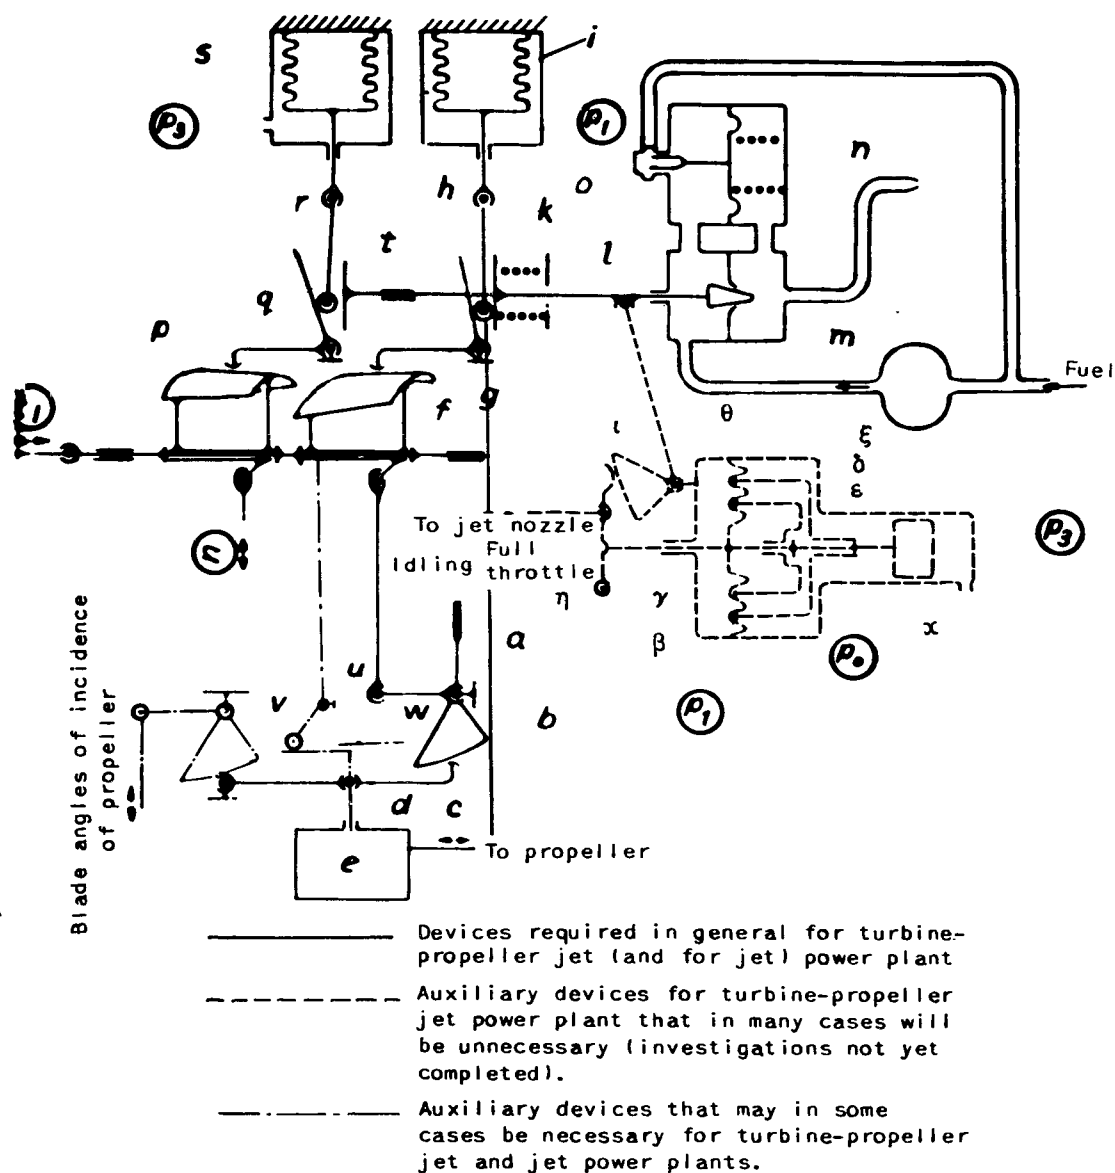 s
i
p₃
p₁
n
r
h
o
k
t
l
q
p
m
Fuel
1
f
g
θ
ι
ξ
δ
ε
To jet nozzle
Full
Idling throttle
p₃
n
η
γ
β
x
a
p₀
u
v
w
b
p₁
Blade angles of incidence
of propeller
d
c
e
To propeller
Devices required in general for turbine-
propeller jet (and for jet) power plant
Auxiliary devices for turbine-propeller
jet power plant that in many cases will
be unnecessary (investigations not yet
completed).
Auxiliary devices that may in some
cases be necessary for turbine-propeller
jet and jet power plants.